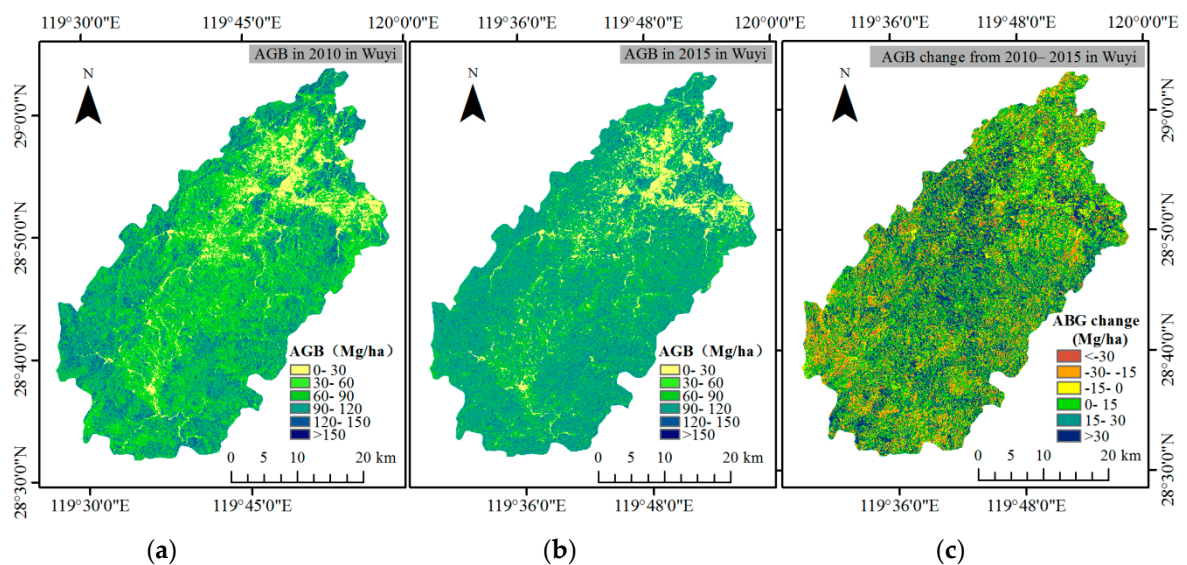 119°30'0"E 119°45'0"E 120°0'0"E 119°36'0"E 119°48'0"E 120°0'0"E
AGB in 2010 in Wuyi
AGB in 2015 in Wuyi
AGB change from 2010– 2015 in Wuyi
N
N
N
29°0'0"N
28°50'0"N
28°40'0"N
28°30'0"N
29°0'0"N
28°50'0"N
28°40'0"N
28°30'0"N
AGB（Mg/ha）
0- 30
30- 60
60- 90
90- 120
120- 150
>150
0 5 10 20 km
AGB（Mg/ha）
0- 30
30- 60
60- 90
90- 120
120- 150
>150
0 5 10 20 km
ABG change
(Mg/ha)
<-30
-30- -15
-15- 0
0- 15
15- 30
>30
0 5 10 20 km
119°30'0"E 119°45'0"E 119°36'0"E 119°48'0"E 119°36'0"E 119°48'0"E
(a) (b) (c)